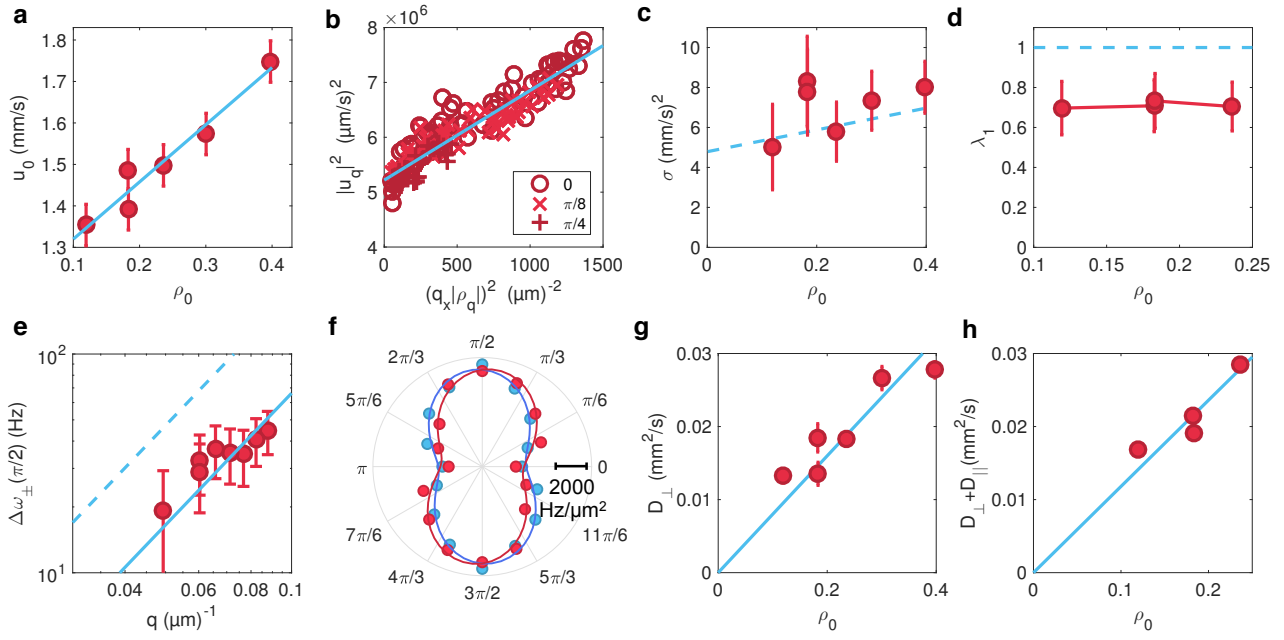 a
1.8
1.7
1.6
1.5
1.4
1.3
0.1
0.2
0.3
0.4
u_0 (mm/s)
ρ_0
b
×10^6
8
7
6
5
4
0
500
1000
1500
|u_q|^2 (μm/s)^2
(q_x|ρ_q|)^2 (μm)^-2
0
π/8
π/4
c
10
8
6
4
2
0
0
0.2
0.4
σ (mm/s)^2
ρ_0
d
1
0.8
0.6
0.4
0.2
0
0.1
0.15
0.2
0.25
λ_1
ρ_0
e
10^2
10^1
0.04
0.06
0.08
0.1
Δω_±(π/2) (Hz)
q (μm)^-1
f
π/2
π/3
π/6
0
11π/6
5π/3
3π/2
4π/3
7π/6
π
5π/6
2π/3
2000
Hz/μm²
g
0.03
0.02
0.01
0
0
0.2
0.4
D_⊥ (mm^2/s)
ρ_0
h
0.03
0.02
0.01
0
0
0.1
0.2
D_⊥+D_||(mm^2/s)
ρ_0